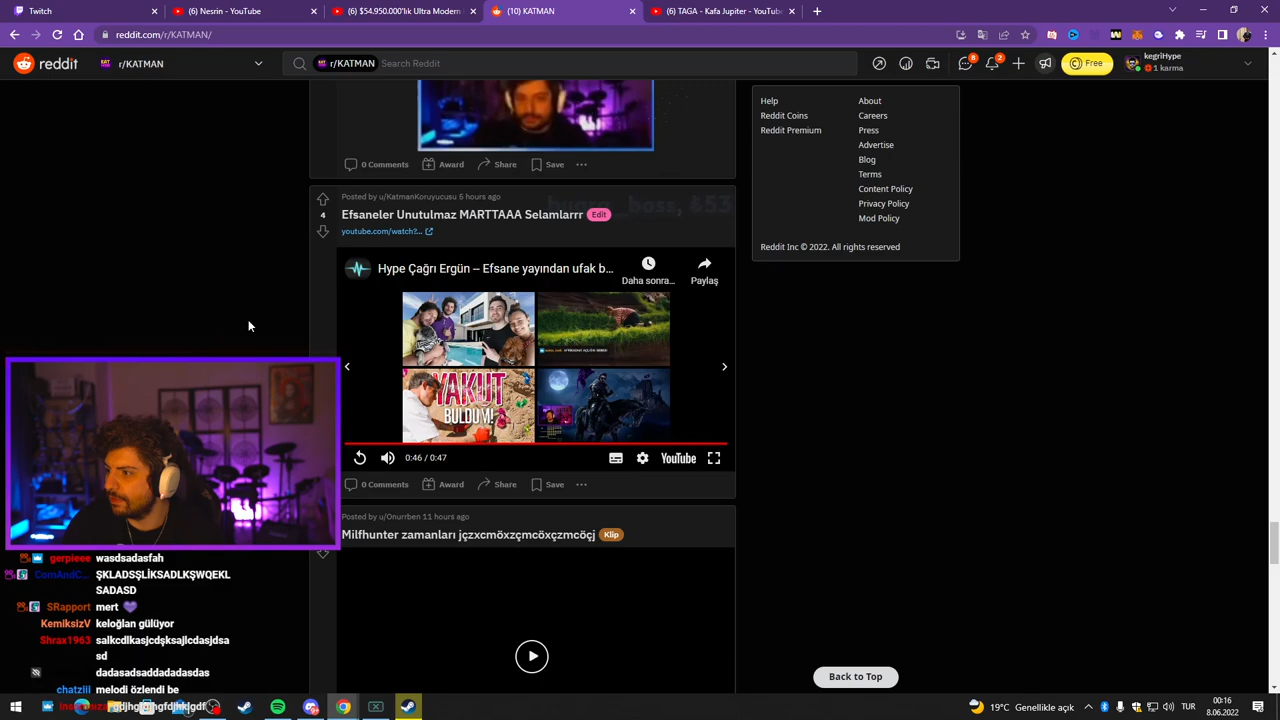 Twitch
(6) Nesrin - YouTube
(6) $54.950.000'lık Ultra Modern
(10) KATMAN
(6) TAGA - Kafa Jupiter - YouTube
reddit.com/r/KATMAN/
reddit
r/KATMAN
r/KATMAN
Search Reddit
8
2
Free
kegriHype
1 karma
Help
Reddit Coins
Reddit Premium
About
Careers
Press
Advertise
Blog
Terms
Content Policy
Privacy Policy
Mod Policy
Reddit Inc © 2022. All rights reserved
0 Comments
Award
Share
Save
Posted by u/KatmanKoruyucusu 5 hours ago
4
Efsaneler Unutulmaz MARTTAAA Selamlarrr
Edit
youtube.com/watch?...
Hype Çağrı Ergün -- Efsane yayından ufak b...
Daha sonra...
Paylaş
YAKUT
BULDUM!
0:46 / 0:47
YouTube
0 Comments
Award
Share
Save
Posted by u/Onurrben 11 hours ago
Milfhunter zamanları jçzxcmöxzçmcöxçzmcöçj
Klip
gerpieee wasdsadasfah
ComAndC... ŞKLADSŞLİKSADLKŞWQEKL
SADASD
SRapport mert
KemiksizV keloğlan gülüyor
Shrax1963 salkcdlkasjcdşksajlcdasjdsa
sd
dadasadsaddadadasdas
chatziii melodi özlendi be
Back to Top
19°C Genellikle açık
TUR
00:16
8.06.2022